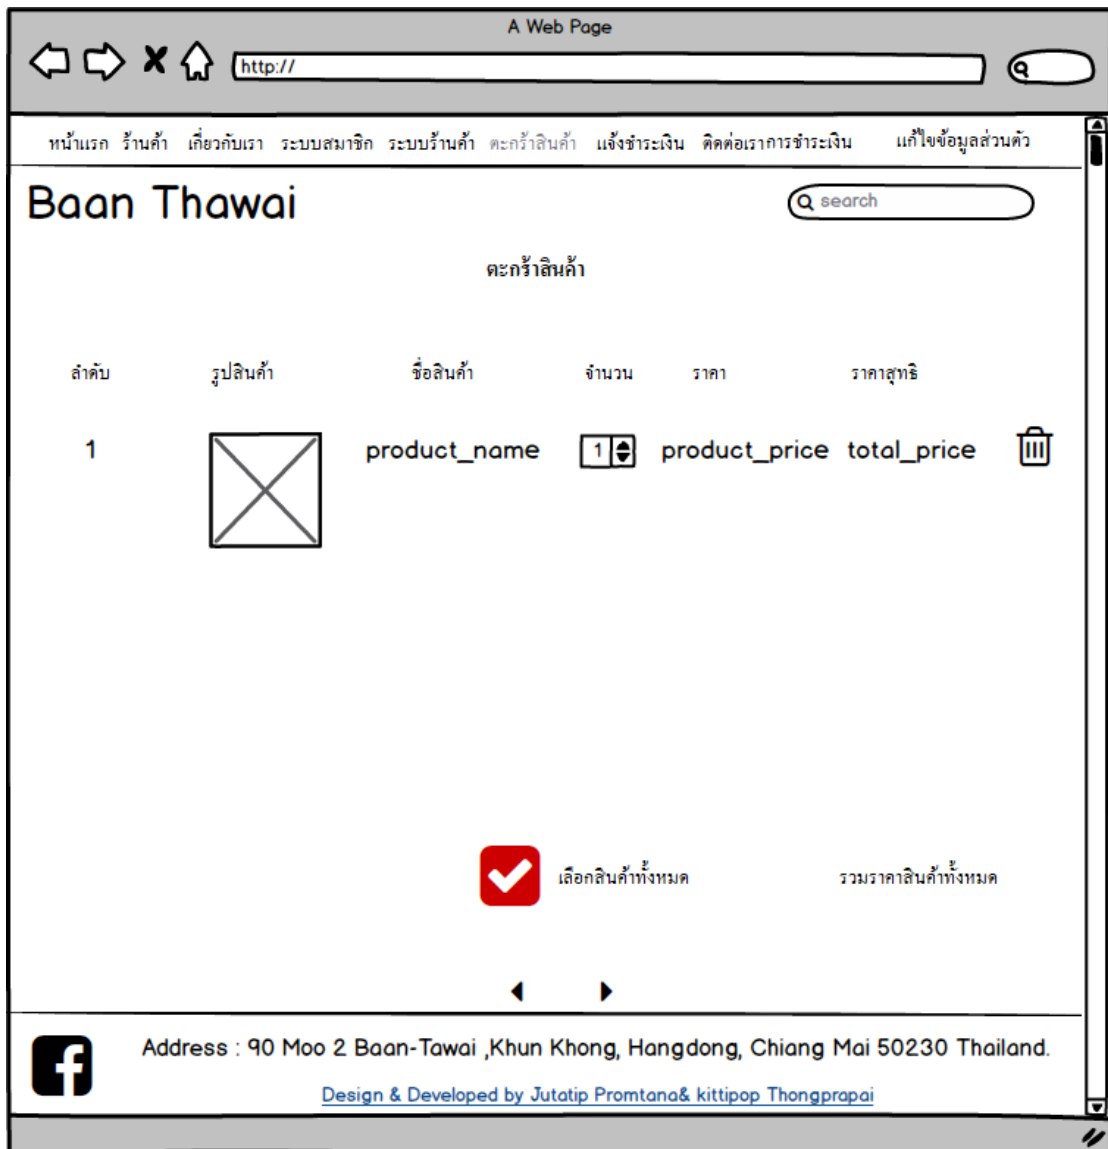 A Web Page
http://
หน้าแรก ร้านค้า เกี่ยวกับเรา ระบบสมาชิก ระบบร้านค้า ตะกร้าสินค้า แจ้งชำระเงิน ติดต่อเราการชำระเงิน แก้ไขข้อมูลส่วนตัว
Baan Thawai
search
ตะกร้าสินค้า
ลำดับ รูปสินค้า ชื่อสินค้า จำนวน ราคา ราคาสุทธิ
1 product_name 1 product_price total_price
เลือกสินค้าทั้งหมด รวมราคาสินค้าทั้งหมด
Address : 90 Moo 2 Baan-Tawai ,Khun Khong, Hangdong, Chiang Mai 50230 Thailand.
Design & Developed by Jutatip Promtana& kittipop Thongprapai